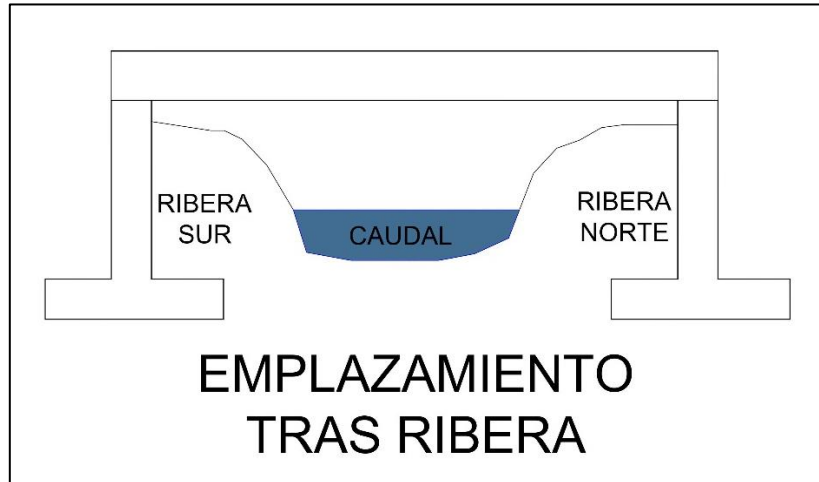 RIBERA
SUR
CAUDAL
RIBERA
NORTE
EMPLAZAMIENTO
TRAS RIBERA